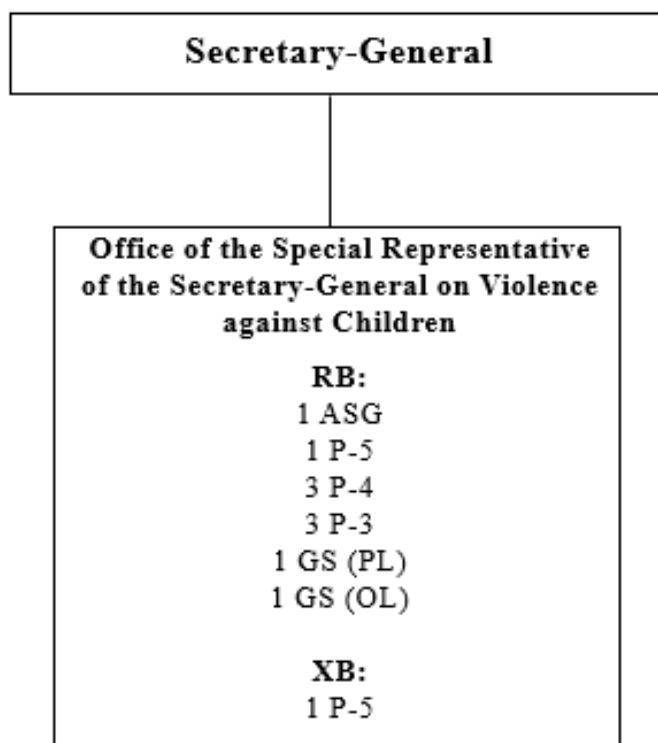 Secretary-General
Office of the Special Representative
of the Secretary-General on Violence
against Children
RB:
1 ASG
1 P-5
3 P-4
3 P-3
1 GS (PL)
1 GS (OL)
XB:
1 P-5